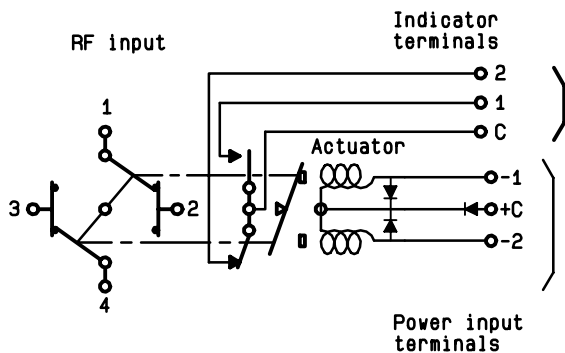 Indicator
terminals
RF input
2
1
C
1
Actuator
-1
3
2
+C
-2
4
Power input
terminals